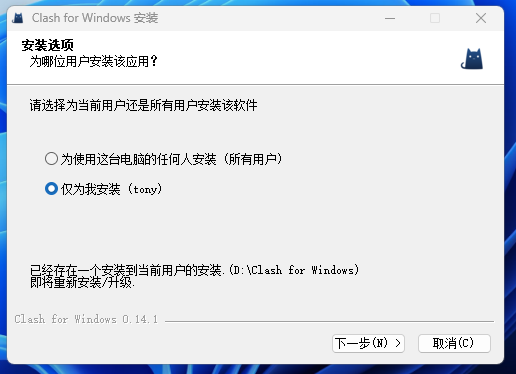 Clash for Windows 安装
安装选项
为哪位用户安装该应用？
请选择为当前用户还是所有用户安装该软件
为使用这台电脑的任何人安装 (所有用户)
仅为我安装 (tony)
已经存在一个安装到当前用户的安装.(D:\Clash for Windows)
即将重新安装/升级.
Clash for Windows 0.14.1
下一步(N) >
取消(C)